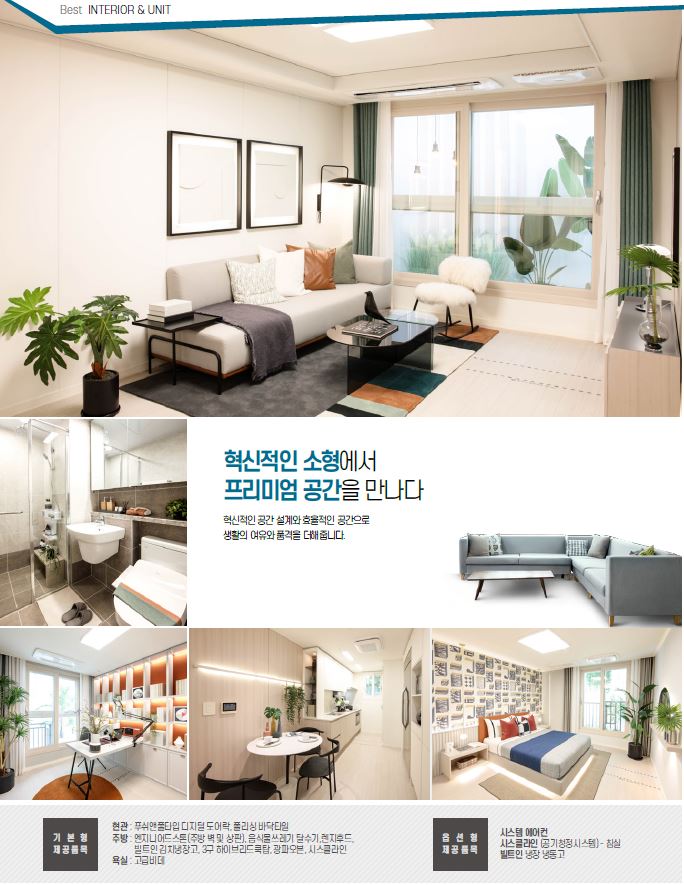 Best INTERIOR & UNIT
혁신적인 소형에서
프리미엄 공간을 만나다
혁신적인 공간 설계와 효율적인 공간으로
생활의 여유와 품격을 더해줍니다.
기 본 형
제공품목
현관 : 푸쉬앤풀타입 디지털 도어락, 폴리싱 바닥타일
주방 : 엔지니어드스톤(주방 벽 및 상판), 음식물쓰레기 탈수기,렌지후드,
빌트인 김치냉장고, 3구 하이브리드쿡탑, 광파오븐, 시스클라인
욕실 : 고급비데
옵 션 형
제공품목
시스템 에어컨
시스클라인 (공기청정시스템) - 침실
빌트인 냉장 냉동고